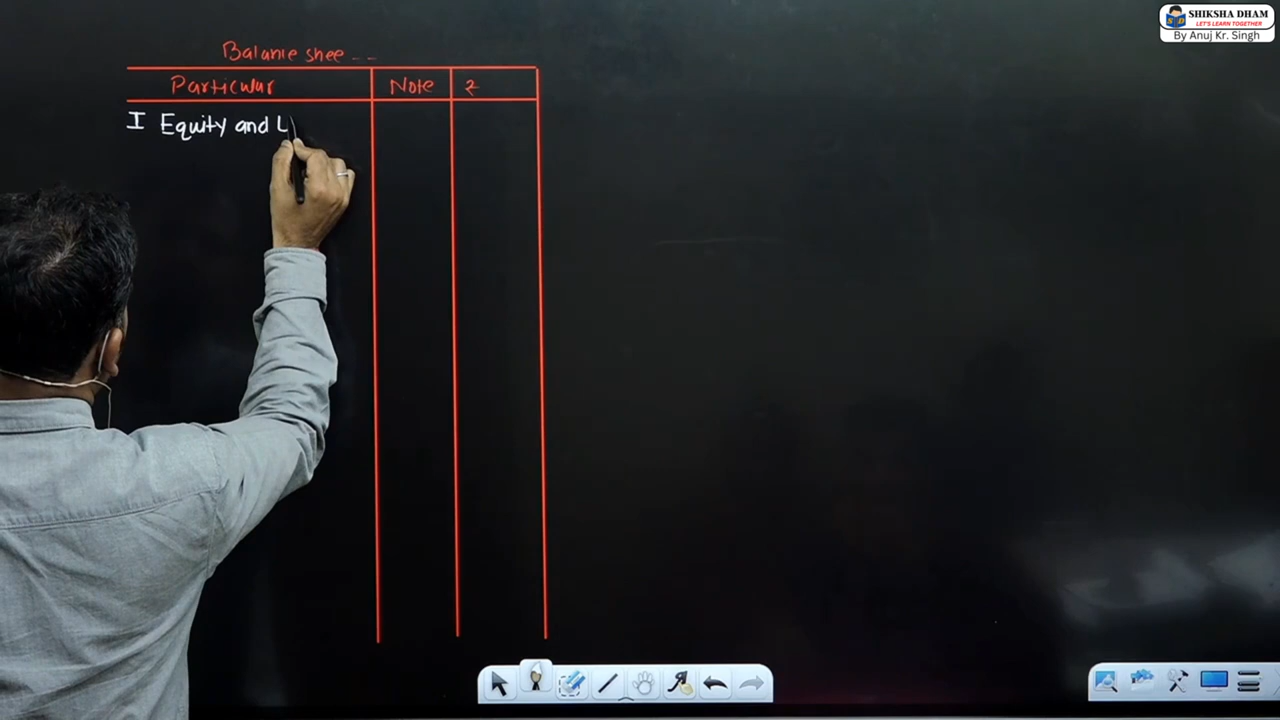 SHIKSHA DHAM
LET'S LEARN TOGETHER
By Anuj Kr. Singh
Balance shee --
Particular Note ₹
I Equity and L